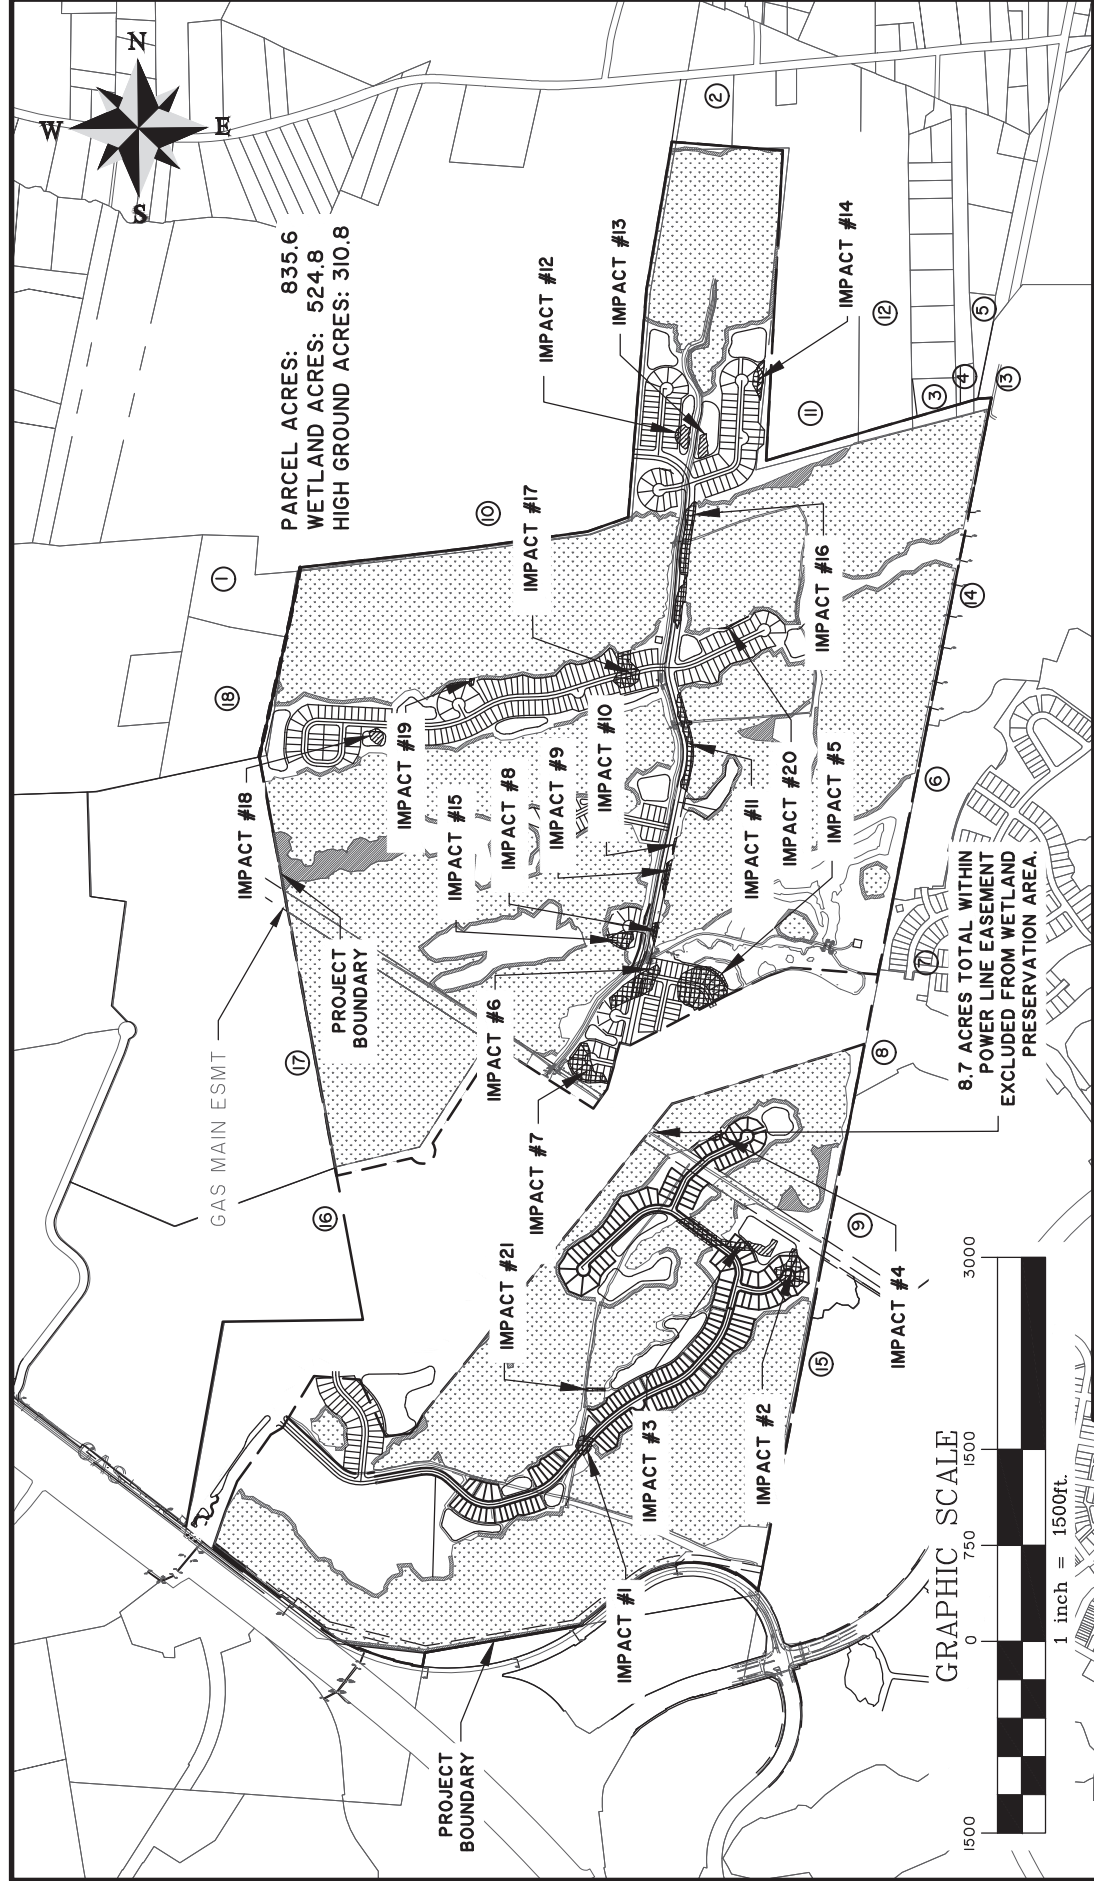 N
W
E
S
PARCEL ACRES: 835.6
WETLAND ACRES: 524.8
HIGH GROUND ACRES: 310.8
2
IMPACT #13
IMPACT #14
IMPACT #12
12
5
4
13
3
11
10
IMPACT #17
1
IMPACT #16
14
18
IMPACT #10
IMPACT #19
IMPACT #9
IMPACT #8
IMPACT #15
IMPACT #18
IMPACT #11
IMPACT #20
IMPACT #5
6
7
PROJECT
BOUNDARY
GAS MAIN ESMT
17
IMPACT #6
IMPACT #7
8
8.7 ACRES TOTAL WITHIN
POWER LINE EASEMENT
EXCLUDED FROM WETLAND
PRESERVATION AREA.
16
9
IMPACT #21
IMPACT #4
15
IMPACT #3
IMPACT #2
IMPACT #1
PROJECT
BOUNDARY
GRAPHIC SCALE
1500
0
750
1500
3000
1 inch = 1500ft.